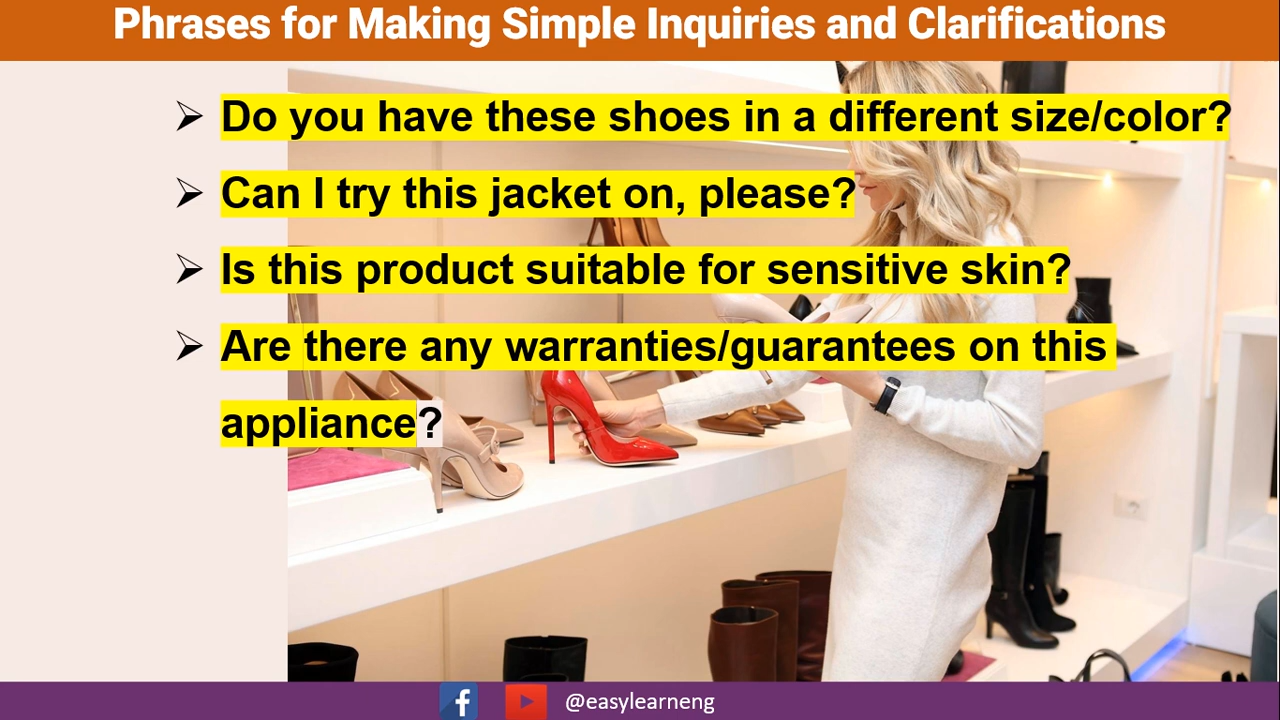 Phrases for Making Simple Inquiries and Clarifications
Do you have these shoes in a different size/color?
Can I try this jacket on, please?
Is this product suitable for sensitive skin?
Are there any warranties/guarantees on this
appliance?
@easylearneng